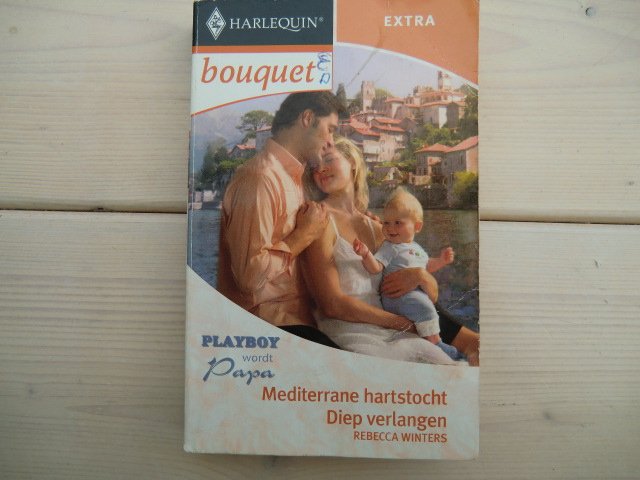 HARLEQUIN®
EXTRA
bouquet
PLAYBOY
wordt
Papa
Mediterrane hartstocht
Diep verlangen
REBECCA WINTERS